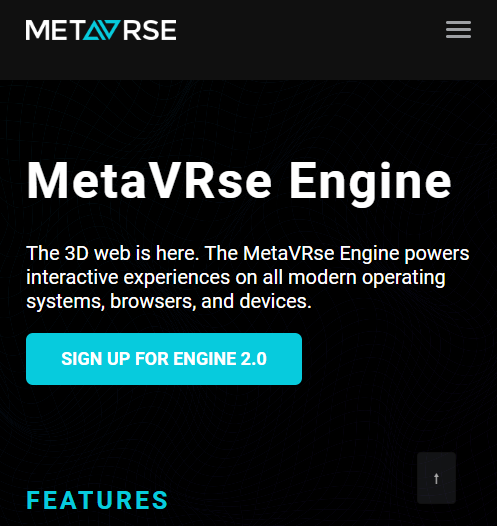 METAVRSE
MetaVRse Engine
The 3D web is here. The MetaVRse Engine powers
interactive experiences on all modern operating
systems, browsers, and devices.
SIGN UP FOR ENGINE 2.0
↑
FEATURES